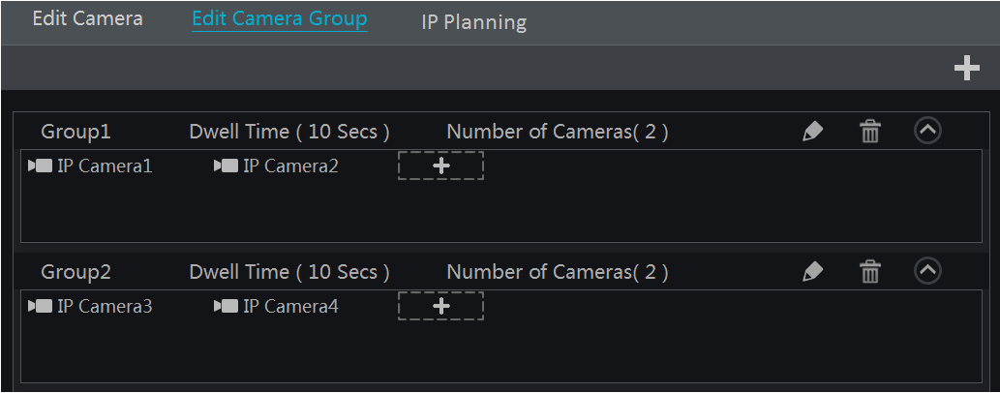 Edit Camera Edit Camera Group IP Planning
Group1 Dwell Time ( 10 Secs ) Number of Cameras( 2 )
IP Camera1 IP Camera2
Group2 Dwell Time ( 10 Secs ) Number of Cameras( 2 )
IP Camera3 IP Camera4